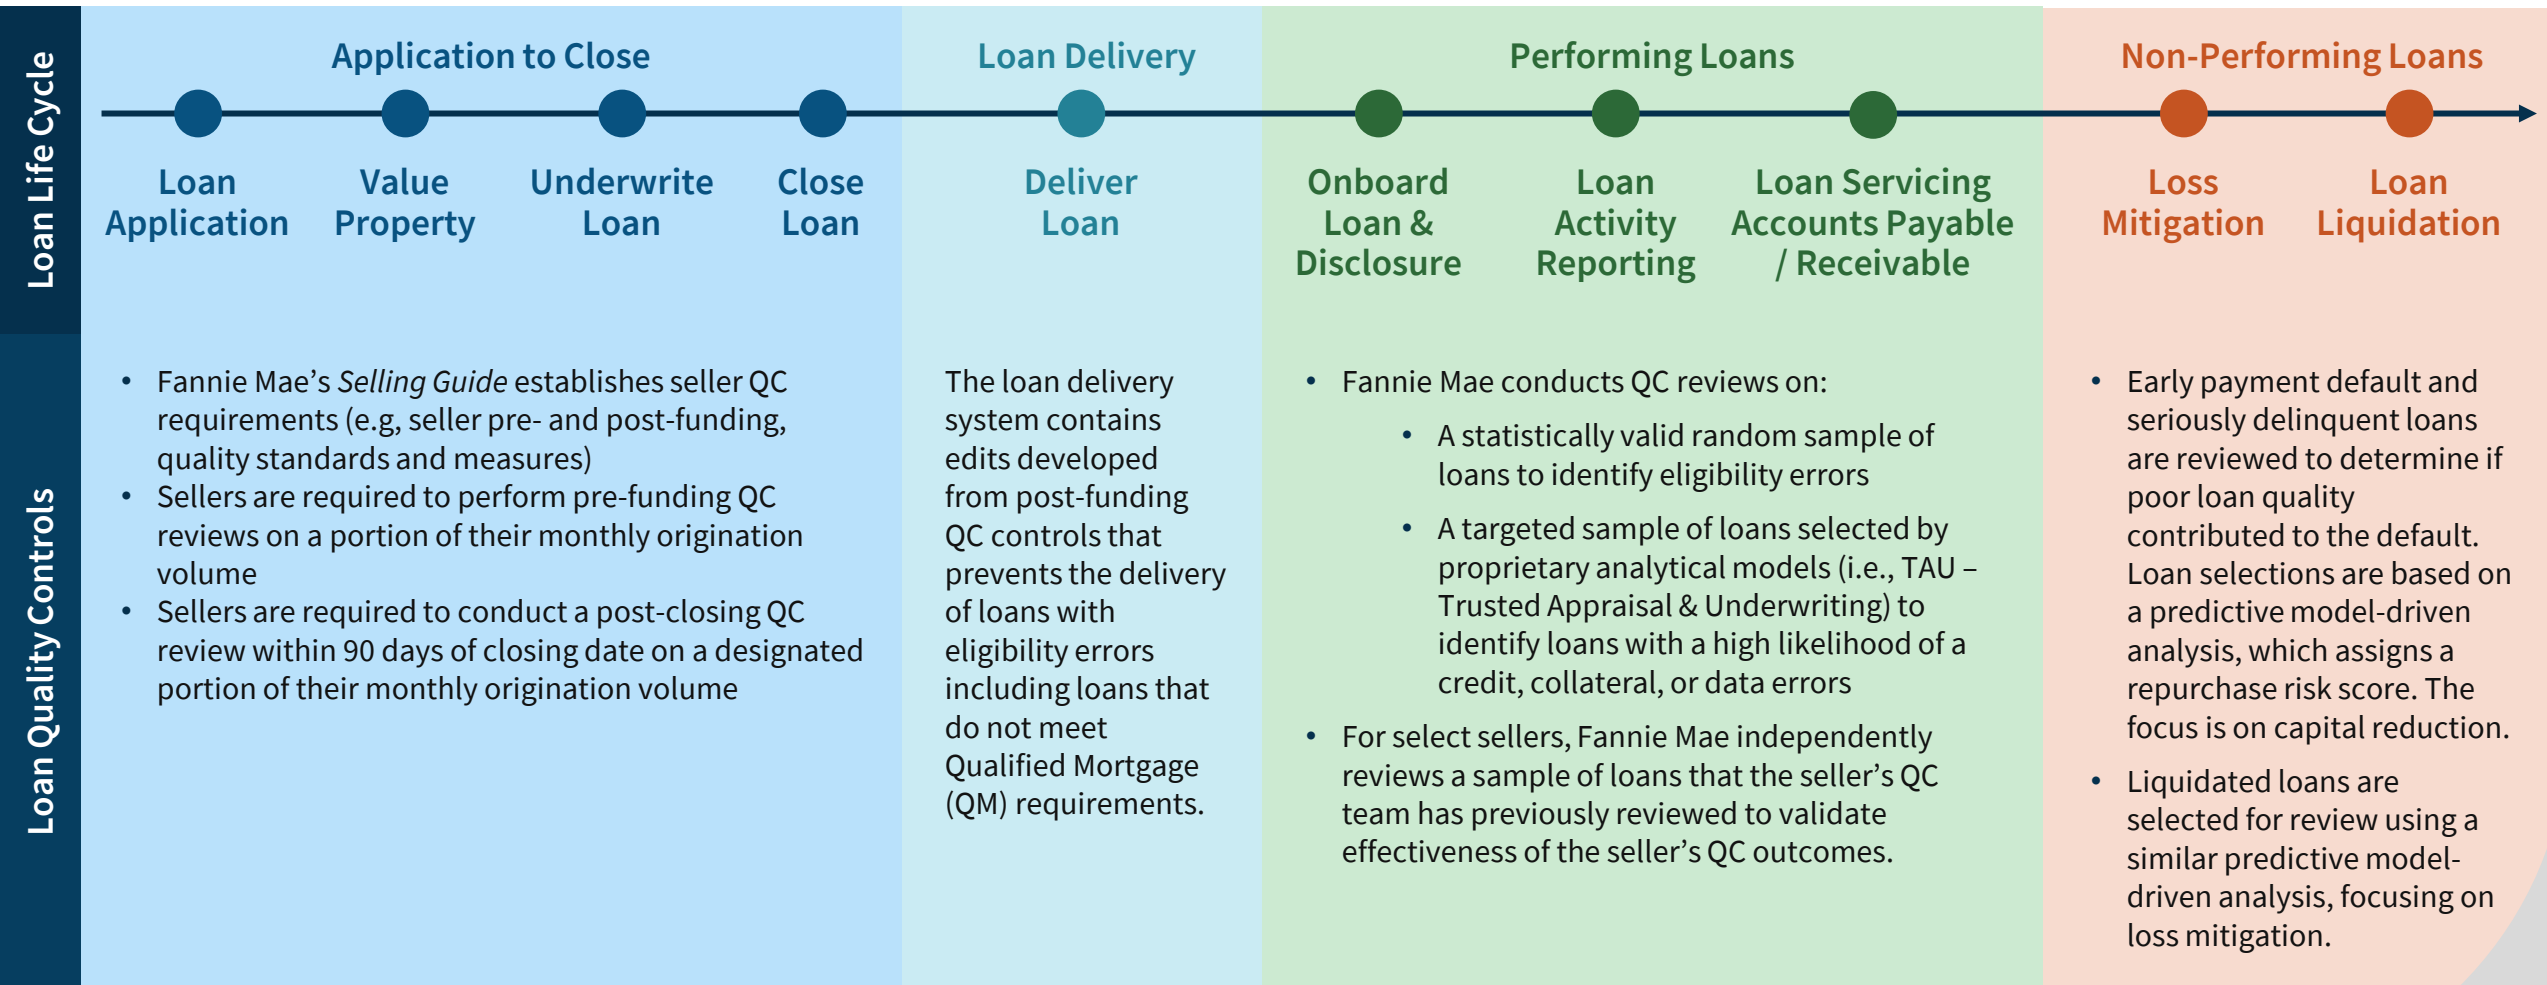 Loan Life Cycle
Application to Close
Loan
Application
Value
Property
Underwrite
Loan
Close
Loan
Loan Delivery
Deliver
Loan
Performing Loans
Onboard
Loan &
Disclosure
Loan
Activity
Reporting
Loan Servicing
Accounts Payable
/ Receivable
Non-Performing Loans
Loss
Mitigation
Loan
Liquidation
Loan Quality Controls
• Fannie Mae’s Selling Guide establishes seller QC
requirements (e.g, seller pre- and post-funding,
quality standards and measures)
• Sellers are required to perform pre-funding QC
reviews on a portion of their monthly origination
volume
• Sellers are required to conduct a post-closing QC
review within 90 days of closing date on a designated
portion of their monthly origination volume
The loan delivery
system contains
edits developed
from post-funding
QC controls that
prevents the delivery
of loans with
eligibility errors
including loans that
do not meet
Qualified Mortgage
(QM) requirements.
• Fannie Mae conducts QC reviews on:
• A statistically valid random sample of
loans to identify eligibility errors
• A targeted sample of loans selected by
proprietary analytical models (i.e., TAU –
Trusted Appraisal & Underwriting) to
identify loans with a high likelihood of a
credit, collateral, or data errors
• For select sellers, Fannie Mae independently
reviews a sample of loans that the seller’s QC
team has previously reviewed to validate
effectiveness of the seller’s QC outcomes.
• Early payment default and
seriously delinquent loans
are reviewed to determine if
poor loan quality
contributed to the default.
Loan selections are based on
a predictive model-driven
analysis, which assigns a
repurchase risk score. The
focus is on capital reduction.
• Liquidated loans are
selected for review using a
similar predictive model-
driven analysis, focusing on
loss mitigation.